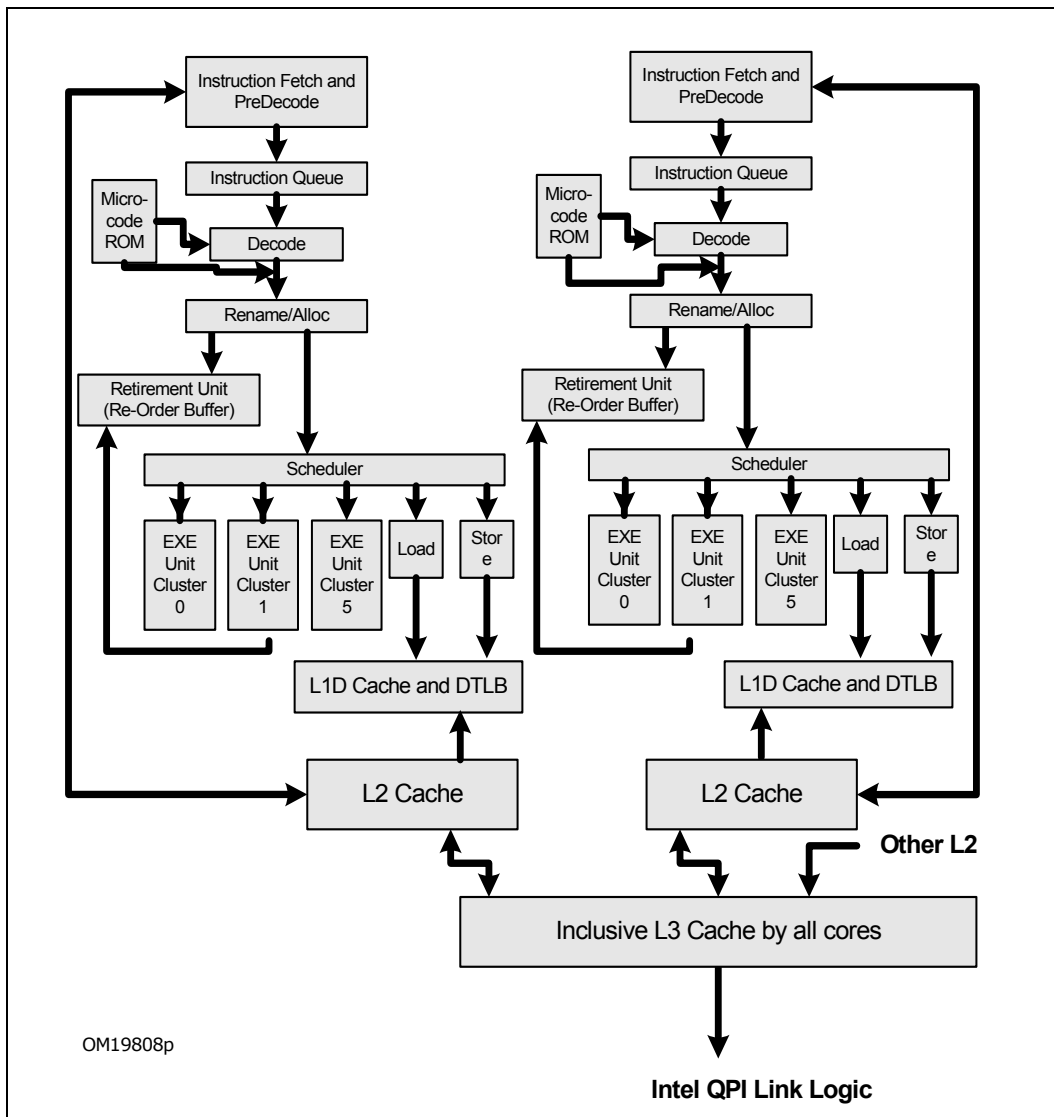 Instruction Fetch and
PreDecode
Instruction Queue
Micro-
code
ROM
Decode
Rename/Alloc
Retirement Unit
(Re-Order Buffer)
Scheduler
EXE
Unit
Cluster
0
EXE
Unit
Cluster
1
EXE
Unit
Cluster
5
Load
Stor
e
L1D Cache and DTLB
L2 Cache
Instruction Fetch and
PreDecode
Instruction Queue
Micro-
code
ROM
Decode
Rename/Alloc
Retirement Unit
(Re-Order Buffer)
Scheduler
EXE
Unit
Cluster
0
EXE
Unit
Cluster
1
EXE
Unit
Cluster
5
Load
Stor
e
L1D Cache and DTLB
L2 Cache
Other L2
Inclusive L3 Cache by all cores
OM19808p
Intel QPI Link Logic